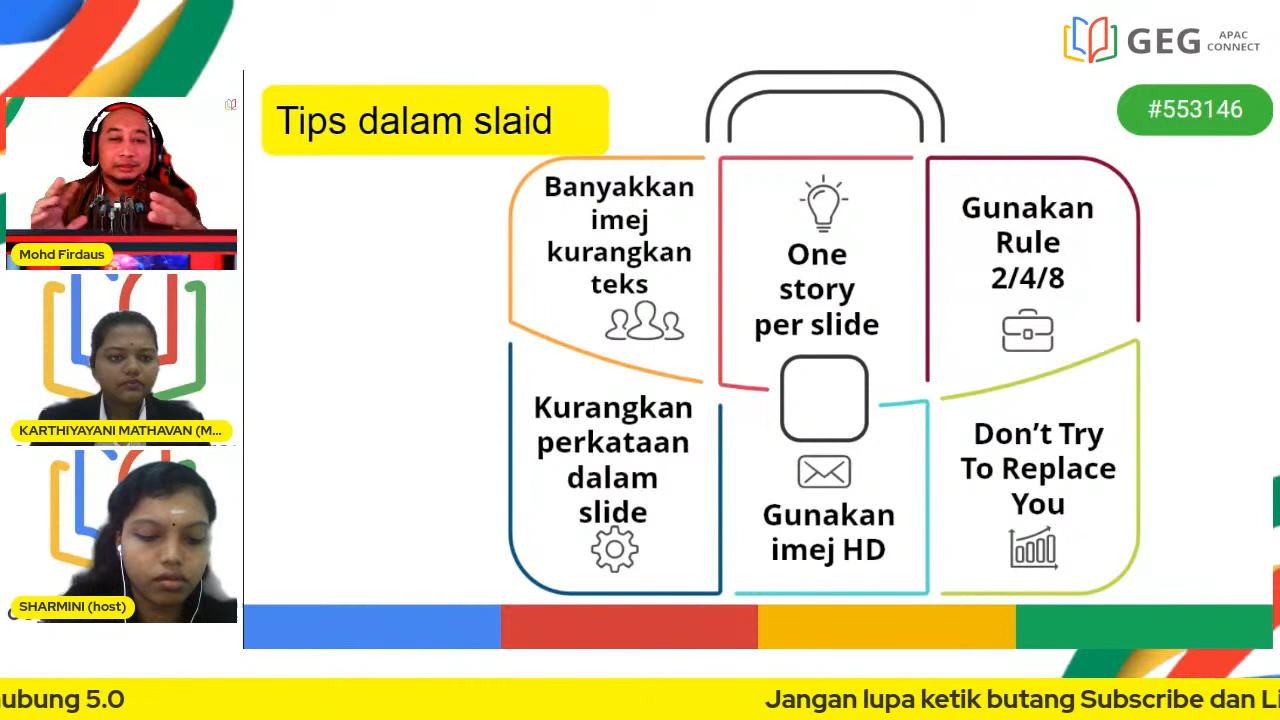 GEG
APAC
CONNECT
#553146
Tips dalam slaid
Banyakkan
imej
kurangkan
teks
One
story
per slide
Gunakan
Rule
2/4/8
Kurangkan
perkataan
dalam
slide
Gunakan
imej HD
Don’t Try
To Replace
You
Mohd Firdaus
KARTHIYAYANI MATHAVAN (M...
SHARMINI (host)
ubung 5.0
Jangan lupa ketik butang Subscribe dan Li